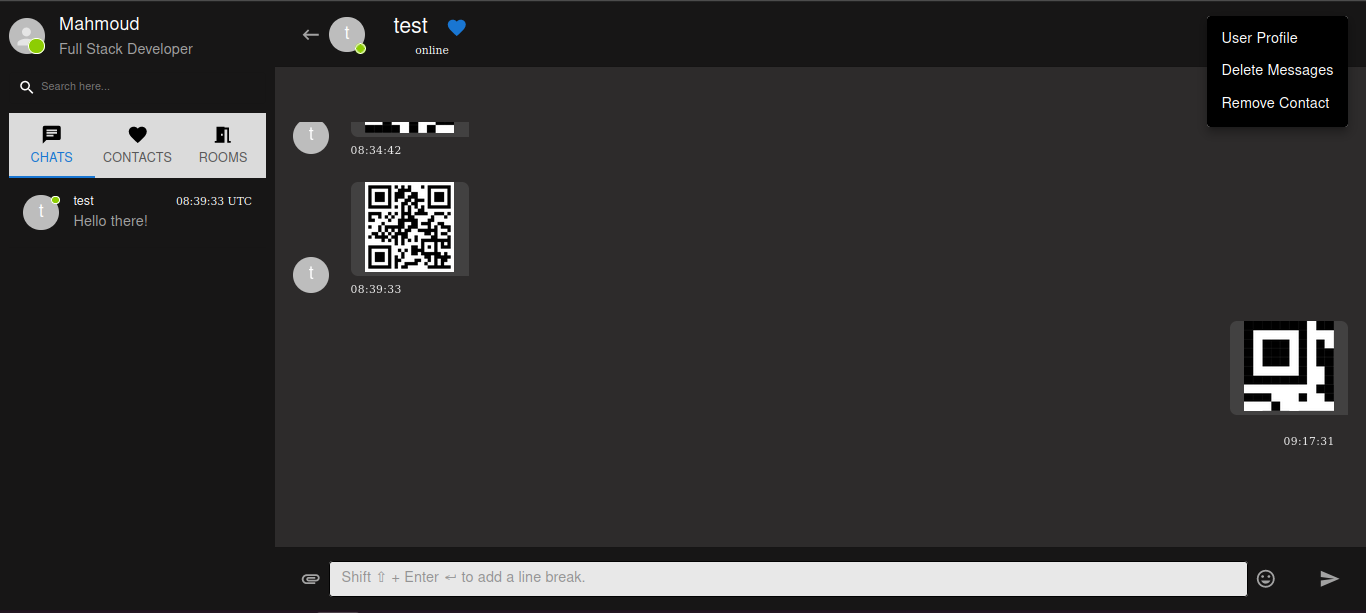 Mahmoud
Full Stack Developer
Search here...
CHATS CONTACTS ROOMS
t test 08:39:33 UTC
Hello there!
t test
online
User Profile
Delete Messages
Remove Contact
t
08:34:42
t
08:39:33
09:17:31
Shift ⇧ + Enter ↵ to add a line break.